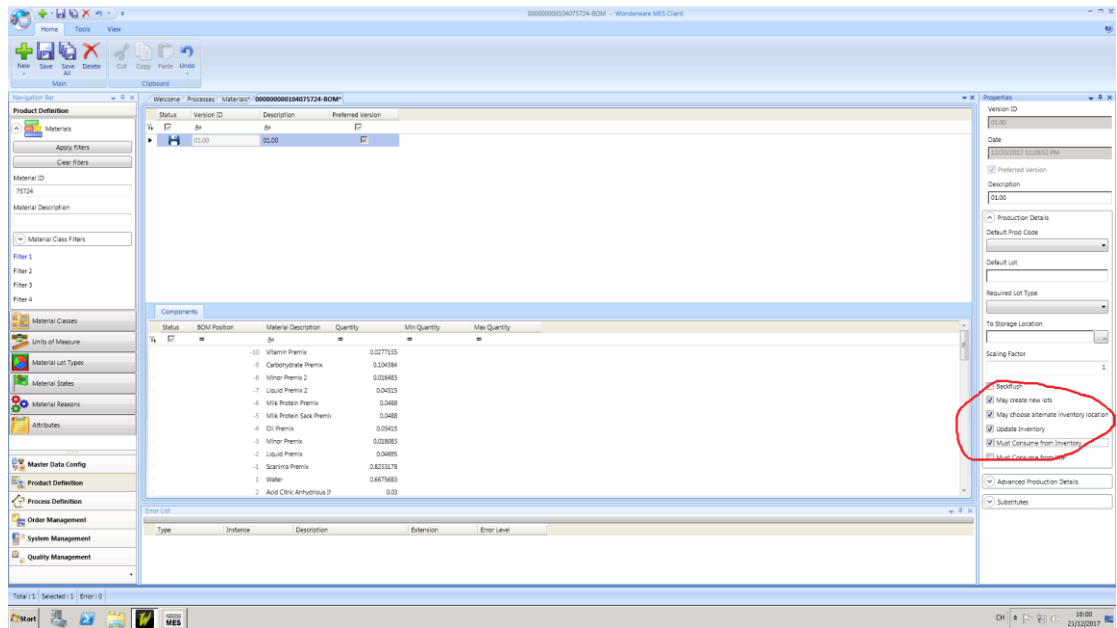 000000000104075724-BOM - Wonderware MES Client
Home Tools View
New Save Save All Delete Cut Copy Paste Undo
Main Clipboard
Navigation Bar
Product Definition
Materials
Apply filters
Clear filters
Material ID
75724
Material Description
Material Class Filters
Filter 1
Filter 2
Filter 3
Filter 4
Material Classes
Units of Measure
Material Lot Types
Material States
Material Reasons
Attributes
Master Data Config
Product Definition
Process Definition
Order Management
System Management
Quality Management
Welcome Processes Materials* 000000000104075724-BOM*
Status Version ID Description Preferred Version
01.00 01.00
Components
Status BOM Position Material Description Quantity Min Quantity Max Quantity
= = = =
-10 Vitamin Premix 0.0277155
-9 Carbohydrate Premix 0.104384
-8 Minor Premix 2 0.016483
-7 Liquid Premix 2 0.04515
-6 Milk Protein Premix 0.0488
-5 Milk Protein Sack Premix 0.0488
-4 Oil Premix 0.03415
-3 Minor Premix 0.018083
-2 Liquid Premix 0.04695
-1 Scanima Premix 0.8253178
1 Water 0.6675683
2 Acid Citric Anhydrous 0.03
Error List
Type Instance Description Extension Error Level
Properties
Version ID
01.00
Date
12/20/2017 11:28:52 PM
Preferred Version
Description
01.00
Production Details
Default Prod Code
Default Lot
Required Lot Type
To Storage Location
...
Scaling Factor
1
Backflush
May create new lots
May choose alternate inventory location
Update Inventory
Must Consume from Inventory
Must Consume from
Advanced Production Details
Substitutes
Total : 1 Selected : 1 Error : 0
Start MES CH 18:00
21/12/2017